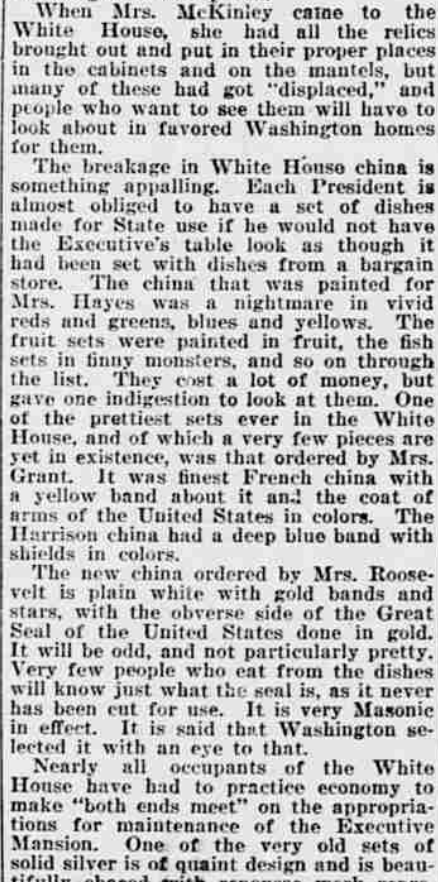 When Mrs. McKinley came to the
White House, she had all the relics
brought out and put in their proper places
in the cabinets and on the mantels, but
many of these had got "displaced," and
people who want to see them will have to
look about in favored Washington homes
for them.
The breakage in White House china is
something appalling. Each President is
almost obliged to have a set of dishes
made for State use if he would not have
the Executive's table look as though it
had been set with dishes from a bargain
store. The china that was painted for
Mrs. Hayes was a nightmare in vivid
reds and greens, blues and yellows. The
fruit sets were painted in fruit, the fish
sets in finny monsters, and so on through
the list. They cost a lot of money, but
gave one indigestion to look at them. One
of the prettiest sets ever in the White
House, and of which a very few pieces are
yet in existence, was that ordered by Mrs.
Grant. It was finest French china with
a yellow band about it and the coat of
arms of the United States in colors. The
Harrison china had a deep blue band with
shields in colors.
The new china ordered by Mrs. Roose-
velt is plain white with gold bands and
stars, with the obverse side of the Great
Seal of the United States done in gold.
It will be odd, and not particularly pretty.
Very few people who eat from the dishes
will know just what the seal is, as it never
has been cut for use. It is very Masonic
in effect. It is said that Washington se-
lected it with an eye to that.
Nearly all occupants of the White
House have had to practice economy to
make "both ends meet" on the appropria-
tions for maintenance of the Executive
Mansion. One of the very old sets of
solid silver is of quaint design and is beau-
tifully chased with